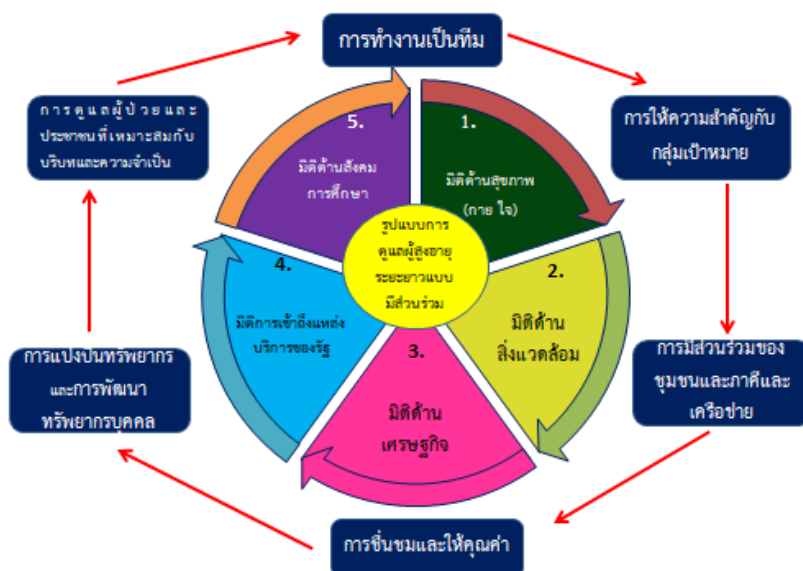 การทำงานเป็นทีม
การให้ความสำคัญกับ
กลุ่มเป้าหมาย
การมีส่วนร่วมของ
ชุมชนและภาคีและ
เครือข่าย
การชื่นชมและให้คุณค่า
การแบ่งปันทรัพยากร
และการพัฒนา
ทรัพยากรบุคคล
การดูแลผู้ป่วยและ
ประชาชนที่เหมาะสมกับ
บริบทและความจำเป็น
1.
มิติด้านสุขภาพ
(กาย ใจ)
2.
มิติด้าน
สิ่งแวดล้อม
3.
มิติด้าน
เศรษฐกิจ
4.
มิติการเข้าถึงแหล่ง
บริการของรัฐ
5.
มิติด้านสังคม
การศึกษา
รูปแบบการ
ดูแลผู้สูงอายุ
ระยะยาวแบบ
มีส่วนร่วม